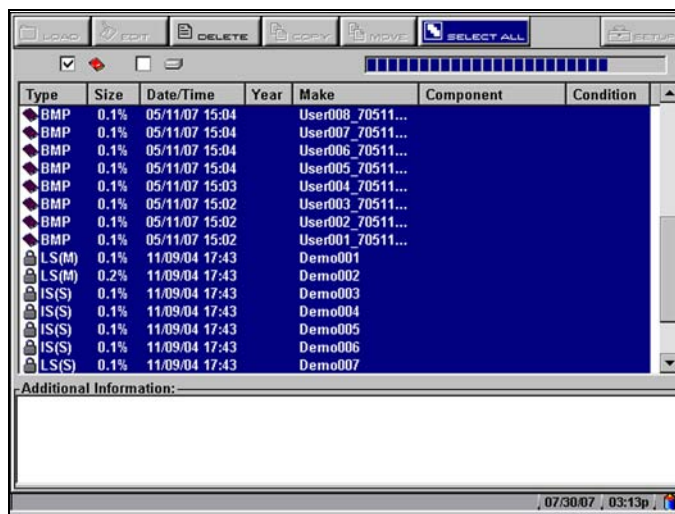 LOAD EDIT DELETE COPY MOVE SELECT ALL SETUP
Type Size Date/Time Year Make Component Condition
BMP 0.1% 05/11/07 15:04 User008_70511...
BMP 0.1% 05/11/07 15:04 User007_70511...
BMP 0.1% 05/11/07 15:04 User006_70511...
BMP 0.1% 05/11/07 15:04 User005_70511...
BMP 0.1% 05/11/07 15:03 User004_70511...
BMP 0.1% 05/11/07 15:02 User003_70511...
BMP 0.1% 05/11/07 15:02 User002_70511...
BMP 0.1% 05/11/07 15:02 User001_70511...
LS(M) 0.1% 11/09/04 17:43 Demo001
LS(M) 0.2% 11/09/04 17:43 Demo002
IS(S) 0.1% 11/09/04 17:43 Demo003
IS(S) 0.1% 11/09/04 17:43 Demo004
IS(S) 0.1% 11/09/04 17:43 Demo005
IS(S) 0.1% 11/09/04 17:43 Demo006
LS(S) 0.1% 11/09/04 17:43 Demo007
Additional Information:
07/30/07 03:13p